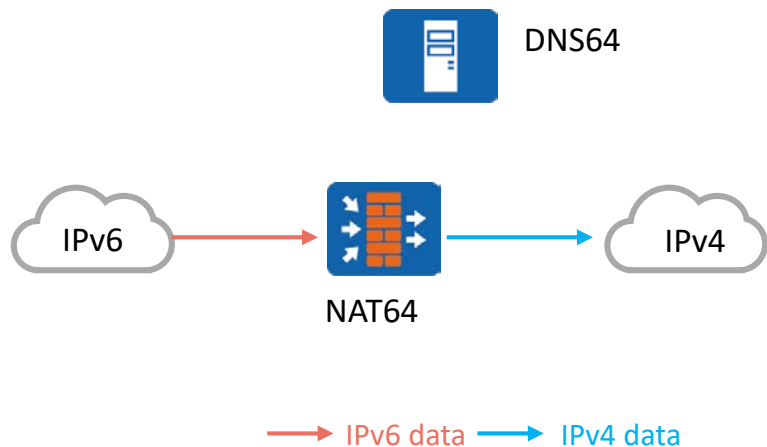 DNS64
IPv6
IPv4
NAT64
IPv6 data
IPv4 data